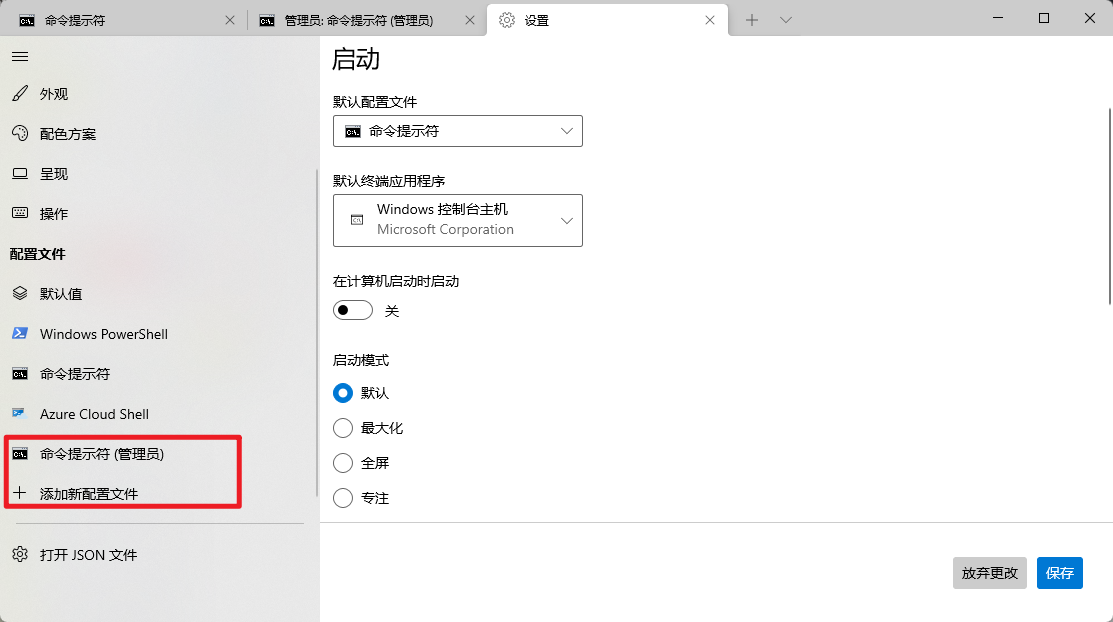 命令提示符
管理员: 命令提示符 (管理员)
设置
外观
配色方案
呈现
操作
配置文件
默认值
Windows PowerShell
命令提示符
Azure Cloud Shell
命令提示符 (管理员)
添加新配置文件
打开 JSON 文件
启动
默认配置文件
命令提示符
默认终端应用程序
Windows 控制台主机
Microsoft Corporation
在计算机启动时启动
关
启动模式
默认
最大化
全屏
专注
放弃更改
保存